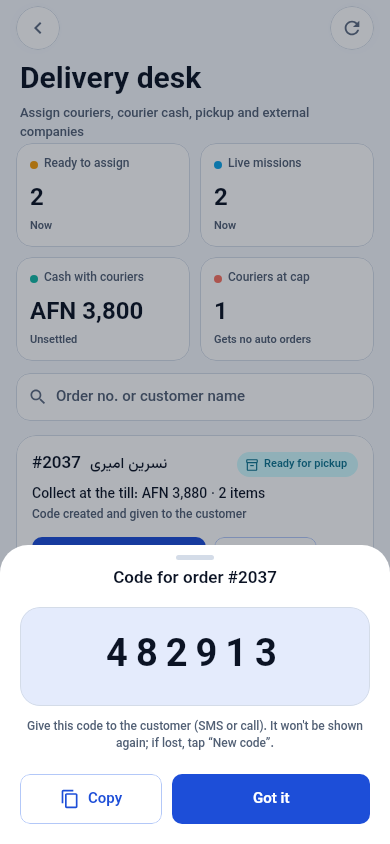 Delivery desk
Assign couriers, courier cash, pickup and external
companies
Ready to assign
2
Now
Live missions
2
Now
Cash with couriers
AFN 3,800
Unsettled
Couriers at cap
1
Gets no auto orders
Order no. or customer name
#2037 نسرین امیری
Ready for pickup
Collect at the till: AFN 3,880 · 2 items
Code created and given to the customer
Code for order #2037
482913
Give this code to the customer (SMS or call). It won't be shown
again; if lost, tap “New code”.
Copy
Got it